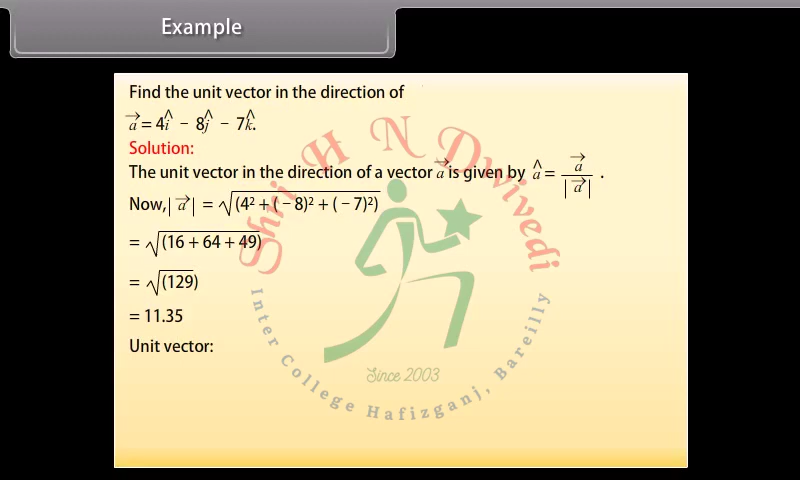 Example
Find the unit vector in the direction of
a⃗ = 4î − 8ĵ − 7k̂.
Solution:
The unit vector in the direction of a vector a⃗ is given by â = a⃗ / |a⃗| .
Now, |a⃗| = √(4² + (−8)² + (−7)²)
= √(16 + 64 + 49)
= √(129)
= 11.35
Unit vector:
Shri H N Dwivedi
Since 2003
Inter College Hafizganj, Bareilly